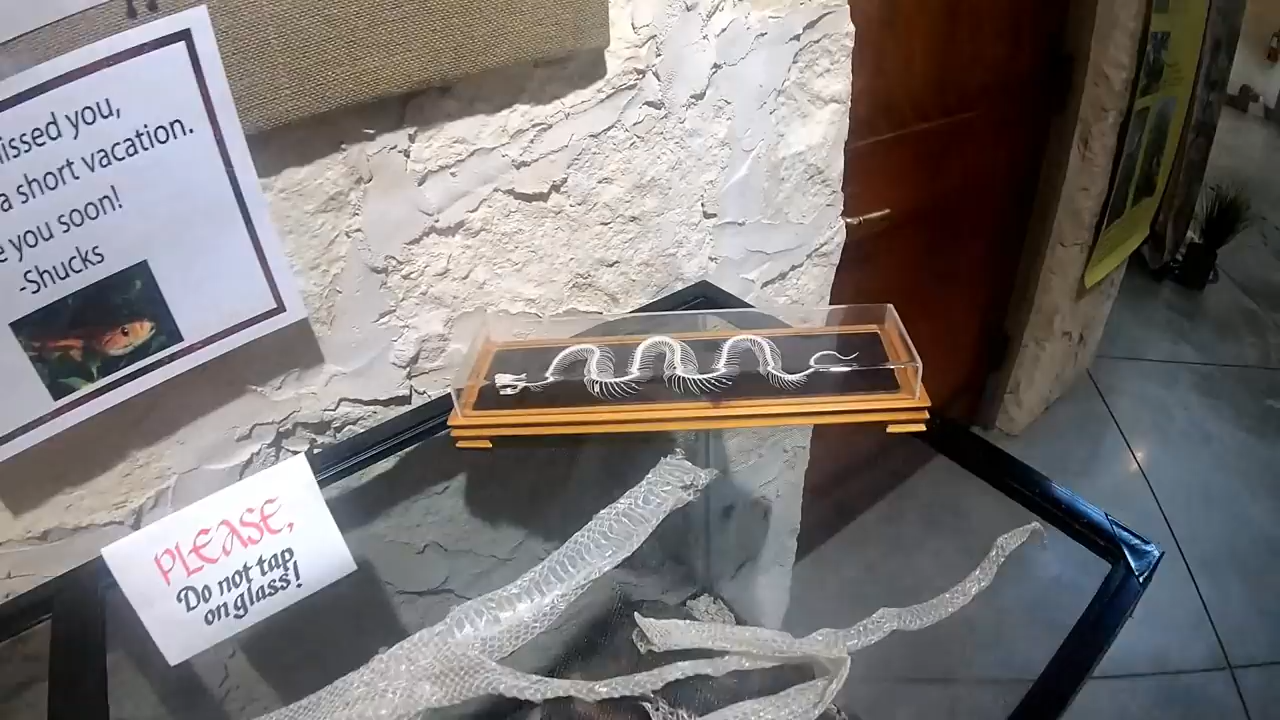 issed you,
a short vacation.
e you soon!
-Shucks
PLEASE,
Do not tap
on glass!